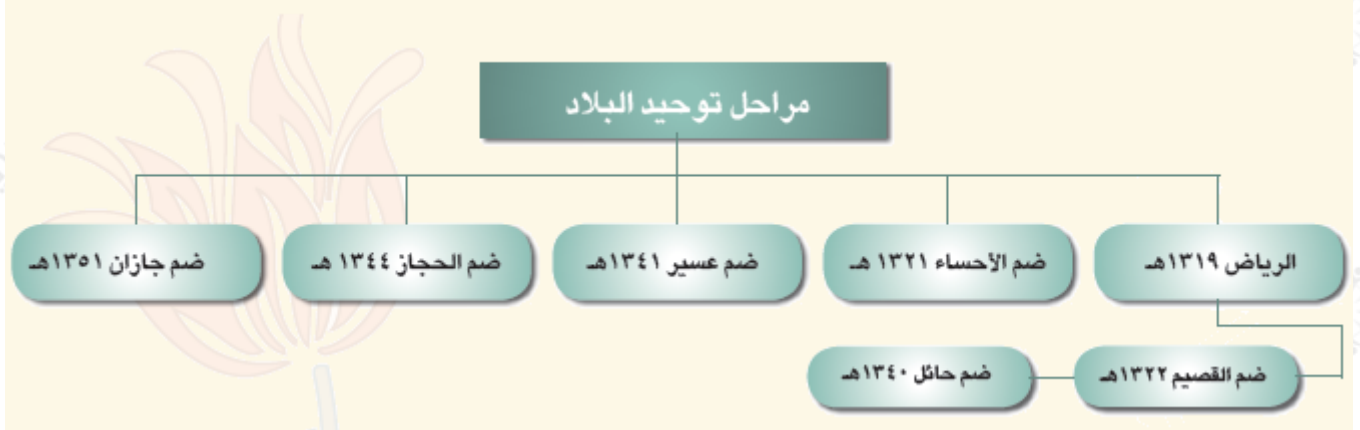 مراحل توحيد البلاد
الرياض ١٣١٩هـ
ضم الأحساء ١٣٢١ هـ
ضم عسير ١٣٤١هـ
ضم الحجاز ١٣٤٤ هـ
ضم جازان ١٣٥١هـ
ضم القصيم ١٣٢٢هـ
ضم حائل ١٣٤٠هـ